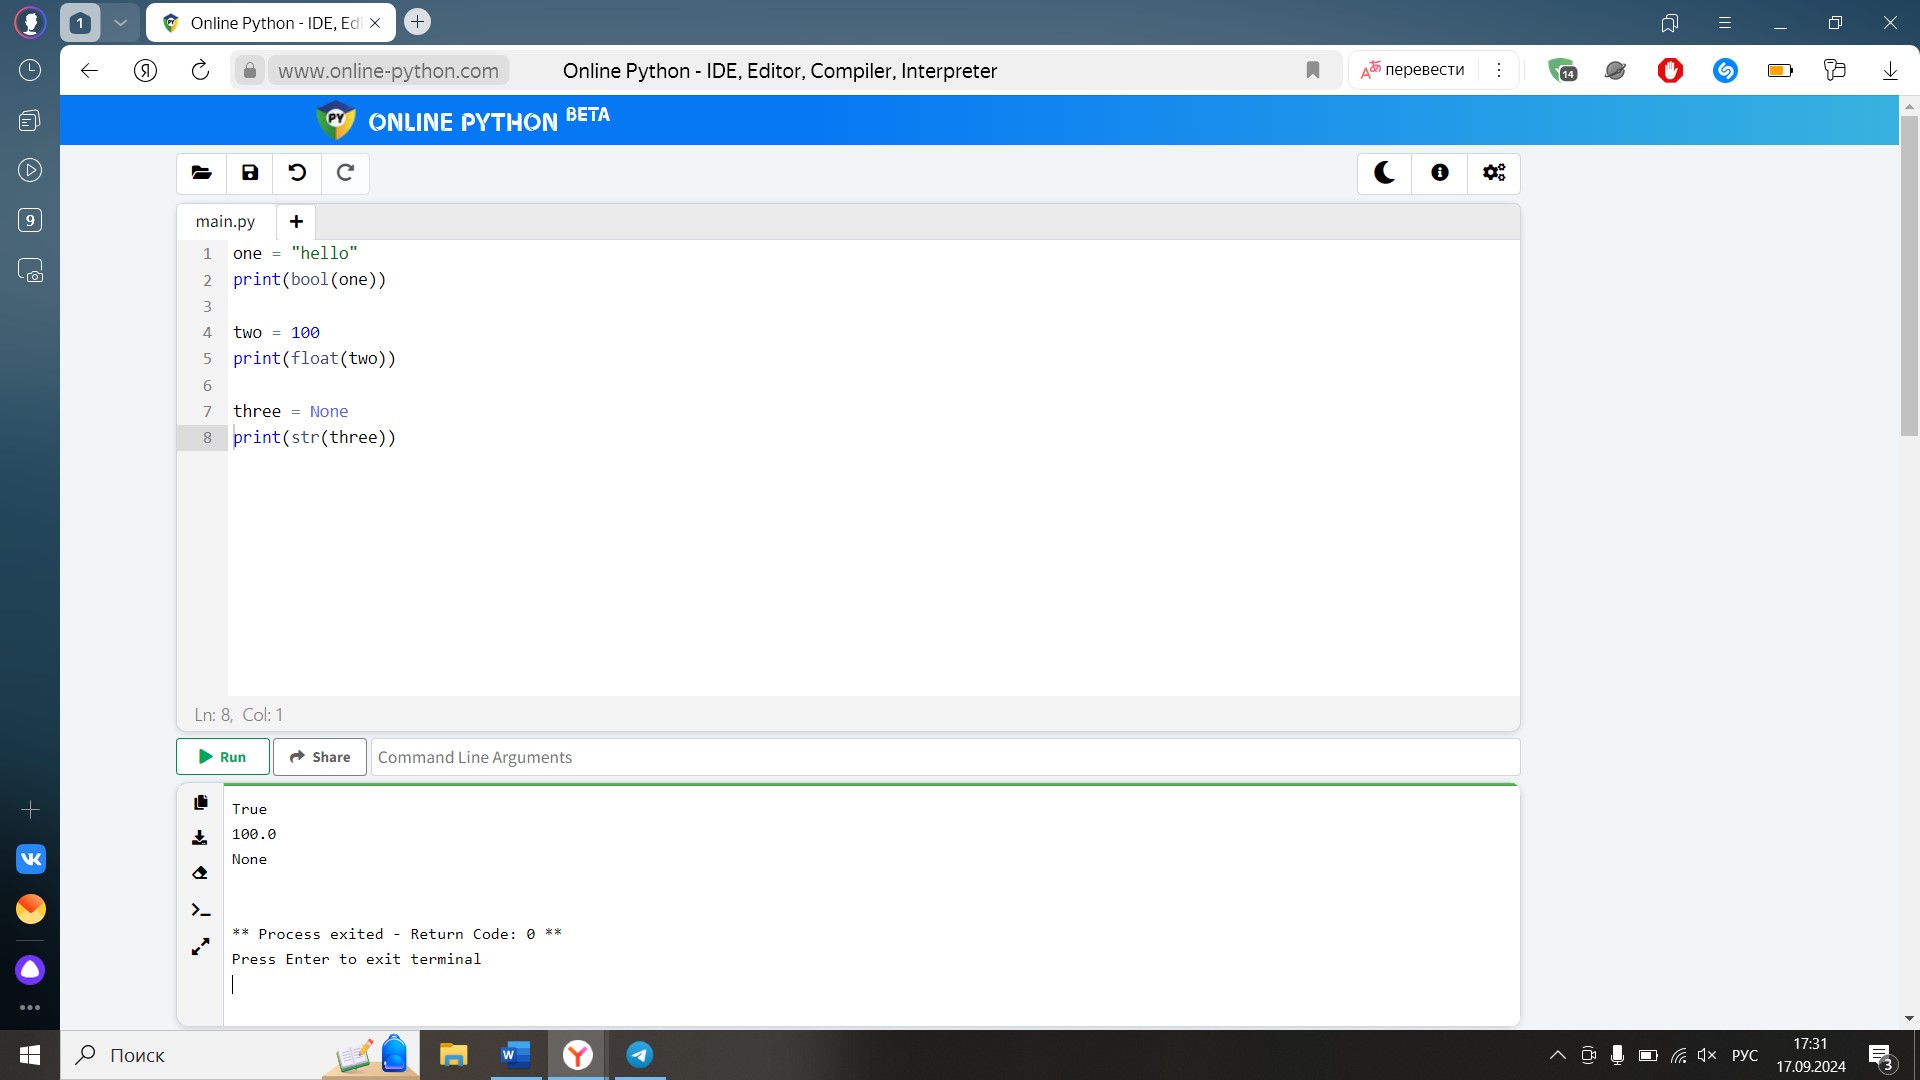 1
Online Python - IDE, Edi
www.online-python.com
Online Python - IDE, Editor, Compiler, Interpreter
перевести
14
9
PY
ONLINE PYTHON BETA
main.py
1 one = "hello"
2 print(bool(one))
3
4 two = 100
5 print(float(two))
6
7 three = None
8 print(str(three))
Ln: 8, Col: 1
Run
Share
Command Line Arguments
True
100.0
None
** Process exited - Return Code: 0 **
Press Enter to exit terminal
Поиск
РУС
17:31
17.09.2024
3